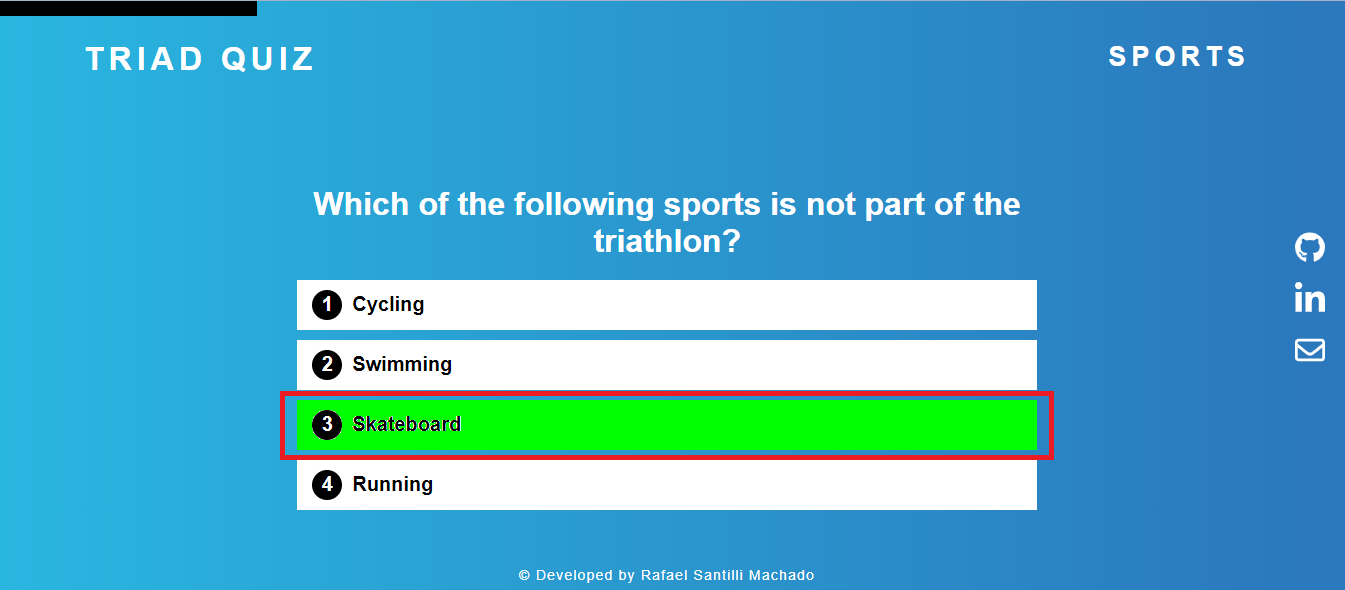 TRIAD QUIZ
SPORTS
Which of the following sports is not part of the
triathlon?
1 Cycling
2 Swimming
3 Skateboard
4 Running
in
© Developed by Rafael Santilli Machado